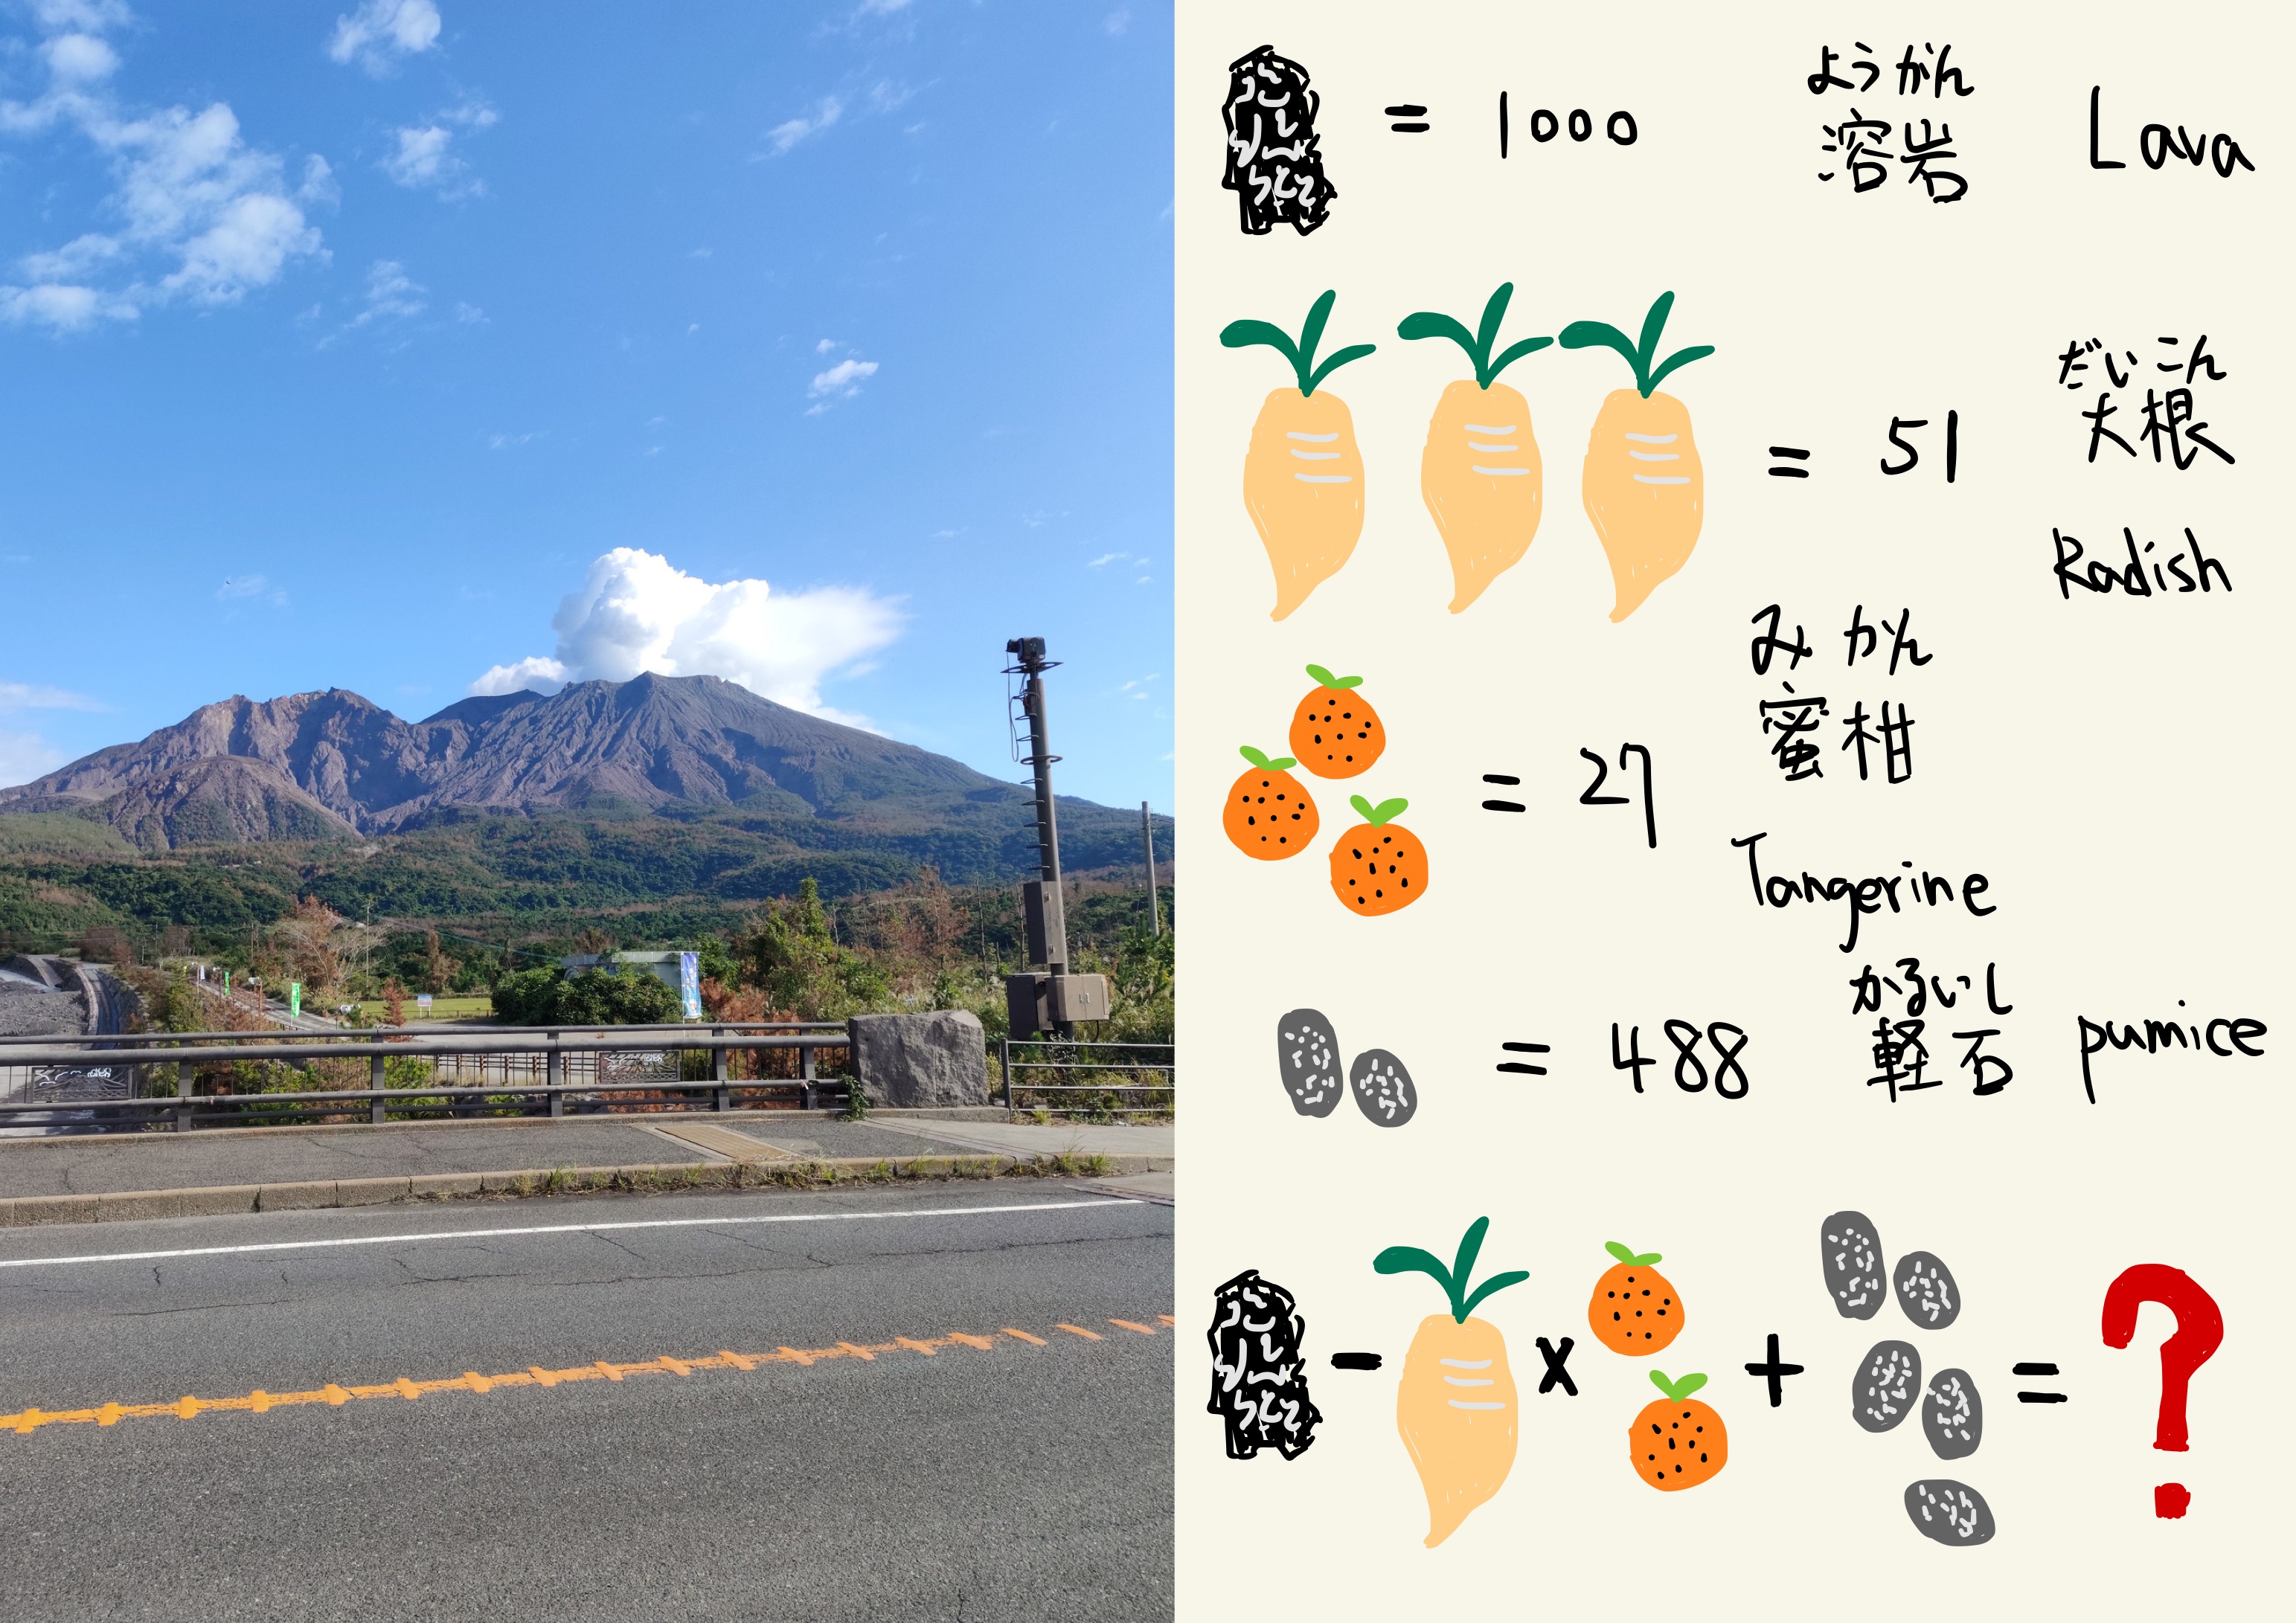 = 1000
ようがん
溶岩
Lava
= 51
だいこん
大根
Radish
= 27
みかん
蜜柑
Tangerine
= 488
かるいし
軽石
pumice
- x + = ?